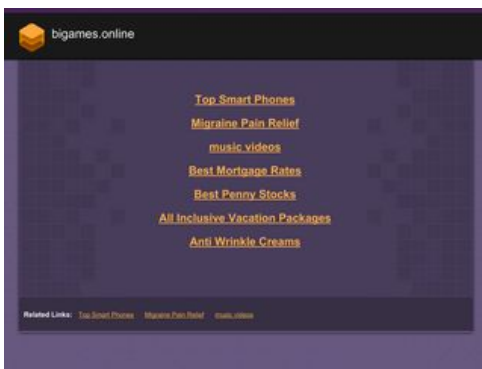 bigames.online
Top Smart Phones
Migraine Pain Relief
music videos
Best Mortgage Rates
Best Penny Stocks
All Inclusive Vacation Packages
Anti Wrinkle Creams
Related Links: Top Smart Phones Migraine Pain Relief music videos